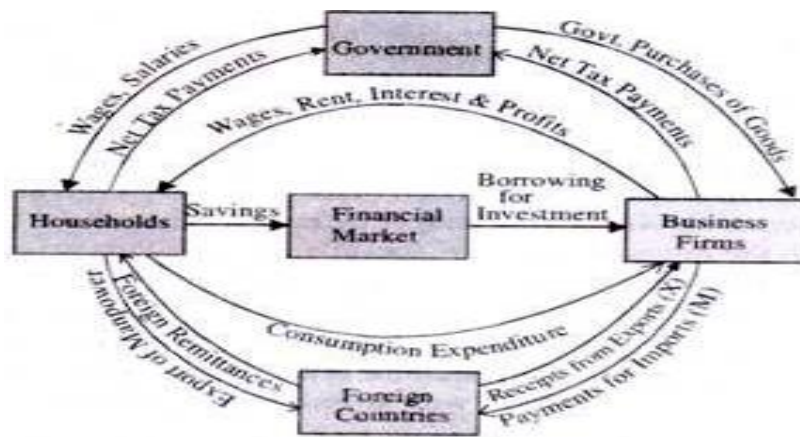 Government
Wages, Salaries
Net Tax Payments
Govt. Purchases of Goods
Net Tax Payments
Wages, Rent, Interest & Profits
Households
Savings
Financial
Market
Borrowing
for
Investment
Business
Firms
Consumption Expenditure
Foreign Remittances
Export of Manpower
Receipts from Exports (X)
Payments for Imports (M)
Foreign
Countries